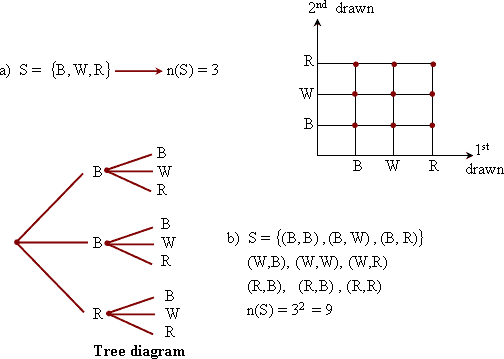 2nd drawn
a) S = {B, W, R} → n(S) = 3
R
W
B
B W R
1st drawn
B
B
W
R
B
B
W
R
R
B
W
R
Tree diagram
b) S = {(B, B) , (B, W) , (B, R)}
(W,B), (W,W), (W,R)
(R,B), (R,B) , (R,R)
n(S) = 3² = 9